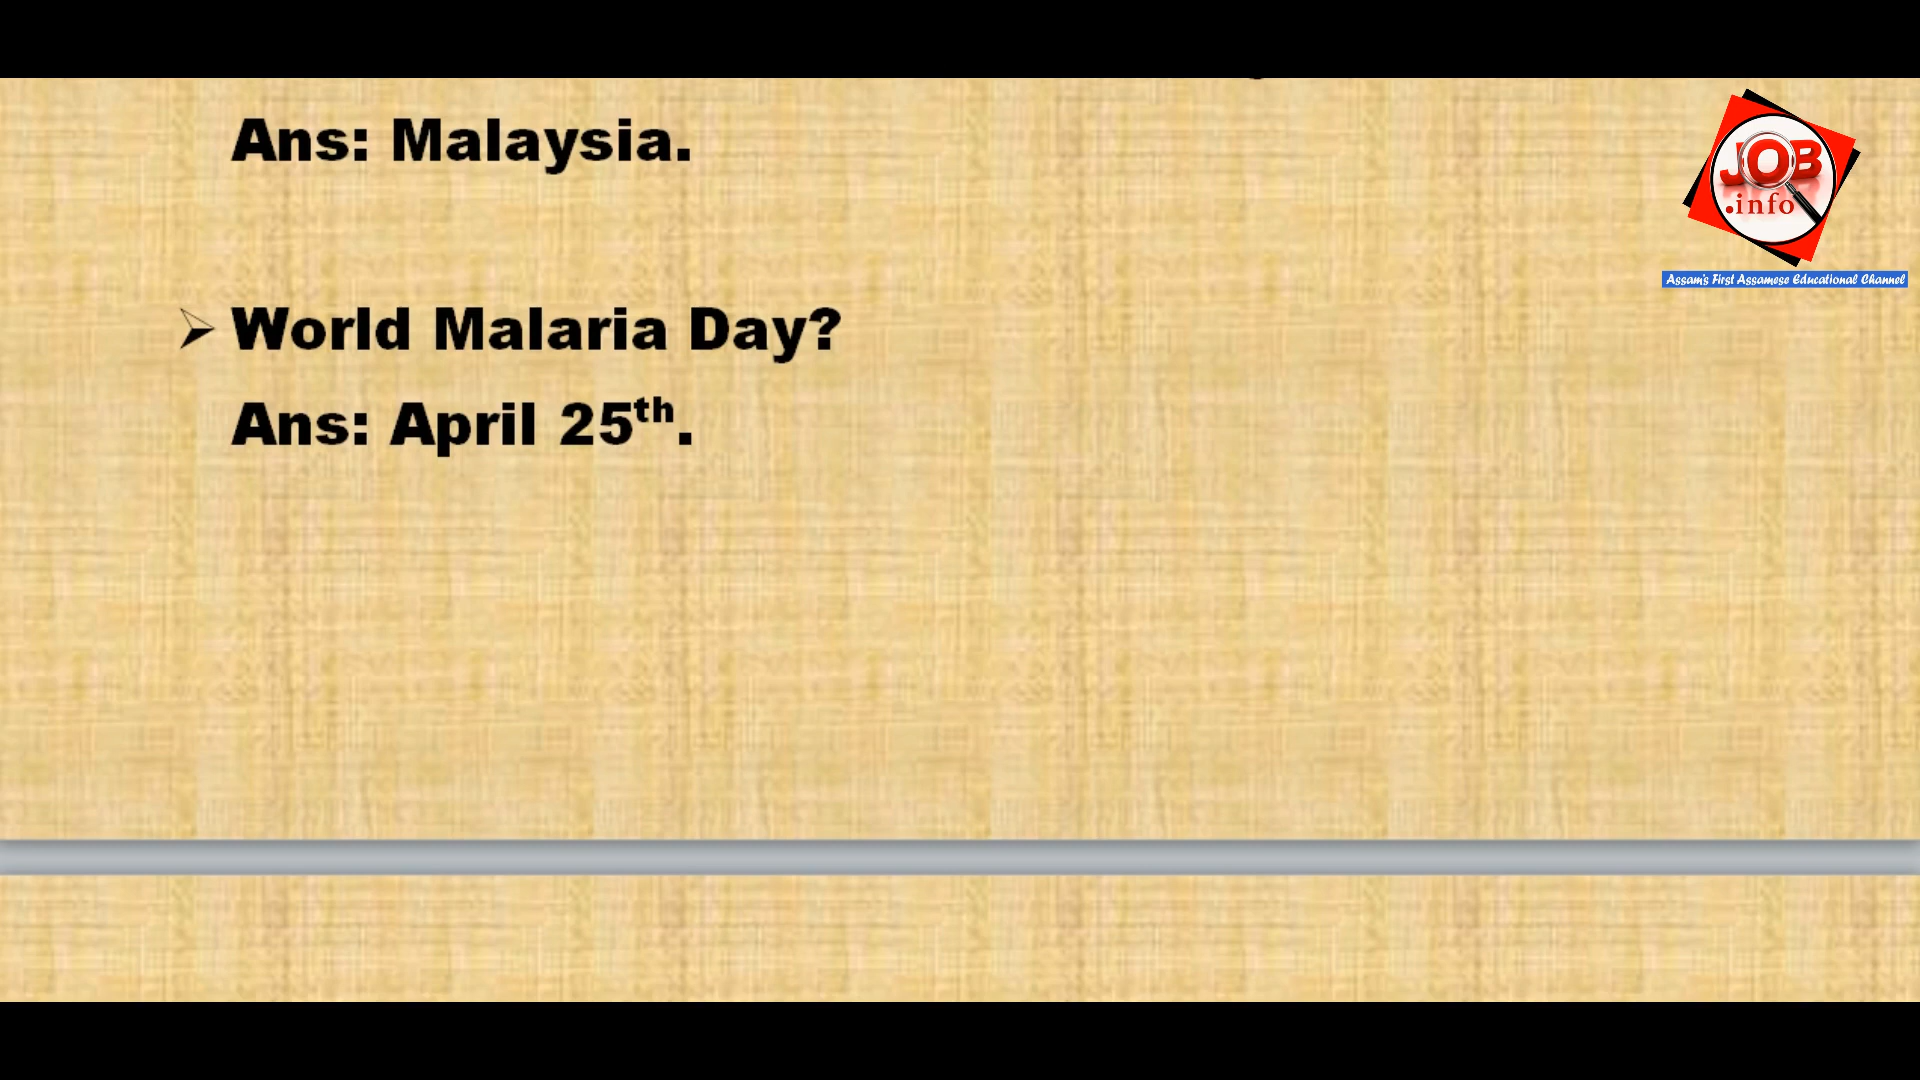 Ans: Malaysia.
JOB
.info
Assam's First Assamese Educational Channel
➢ World Malaria Day?
Ans: April 25th.